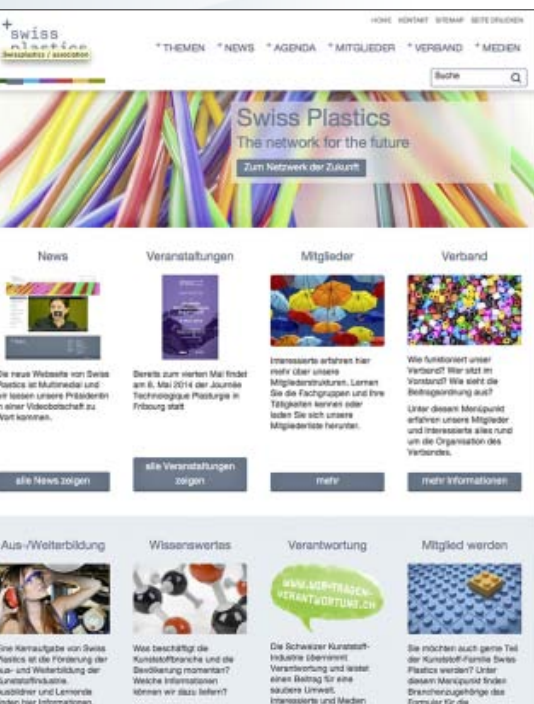 HOME KONTAKT SITEMAP SEITE DRUCKEN
+
swiss
plastics
Swissplastics / association
+ THEMEN + NEWS + AGENDA + MITGLIEDER + VERBAND + MEDIEN
Suche
Swiss Plastics
The network for the future
Zum Netzwerk der Zukunft
News
Die neue Webseite von Swiss
Plastics ist Multimedial und
wir lassen unsere Präsidentin
in einer Videobotschaft zu
Wort kommen.
alle News zeigen
Veranstaltungen
Bereits zum vierten Mal findet
am 8. Mai 2014 der Journée
Technologique Plasturgie in
Fribourg statt
alle Veranstaltungen
zeigen
Mitglieder
Interessierte erfahren hier
mehr über unsere
Mitgliederstrukturen. Lernen
Sie die Fachgruppen und ihre
Tätigkeiten kennen oder
laden Sie sich unsere
Mitgliederliste herunter.
mehr
Verband
Wie funktioniert unser
Verband? Wer sitzt im
Vorstand? Wie sieht die
Beitragsordnung aus?
Unter diesem Menüpunkt
erfahren unsere Mitglieder
und Interessierte alles rund
um die Organisation des
Verbandes.
mehr Informationen
Aus-/Weiterbildung
Eine Kernaufgabe von Swiss
Plastics ist die Förderung der
Aus- und Weiterbildung der
Kunststoffindustrie.
Ausbildner und Lernende
finden hier Informationen
Wissenswertes
Was beschäftigt die
Kunststoffbranche und die
Bevölkerung momentan?
Welche Informationen
können wir dazu liefern?
Verantwortung
WWW.WIR-TRAGEN-
VERANTWORTUNG.CH
Die Schweizer Kunststoff-
Industrie übernimmt
Verantwortung und leistet
einen Beitrag für eine
saubere Umwelt.
Interessierte und Medien
Mitglied werden
Sie möchten auch gerne Teil
der Kunststoff-Familie Swiss
Plastics werden? Unter
diesem Menüpunkt finden
Branchenzugehörige das
Formular für die